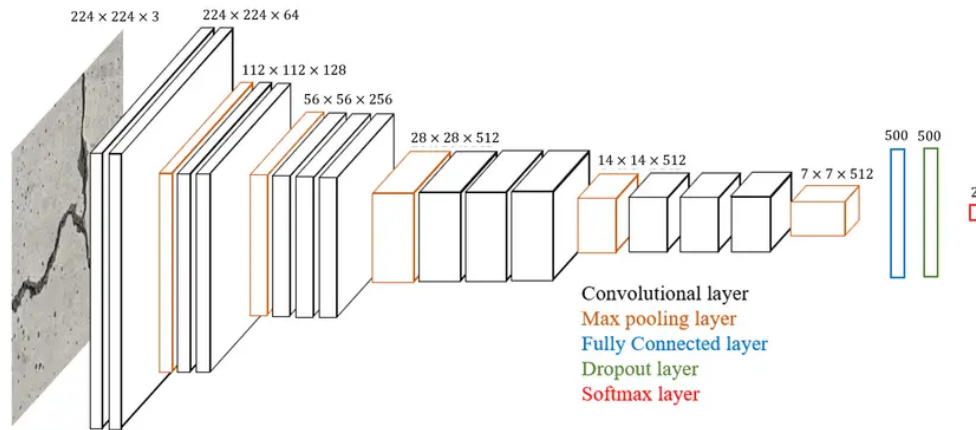 224 × 224 × 3
224 × 224 × 64
112 × 112 × 128
56 × 56 × 256
28 × 28 × 512
14 × 14 × 512
7 × 7 × 512
500
500
2
Convolutional layer
Max pooling layer
Fully Connected layer
Dropout layer
Softmax layer